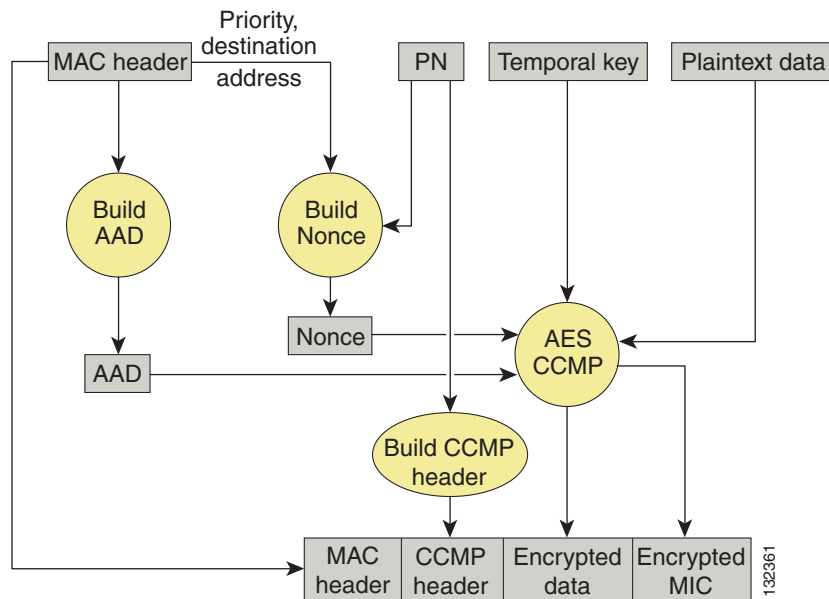 Priority,
destination
address
MAC header
PN
Temporal key
Plaintext data
Build
AAD
Build
Nonce
Nonce
AES
CCMP
AAD
Build CCMP
header
MAC
header
CCMP
header
Encrypted
data
Encrypted
MIC
132361